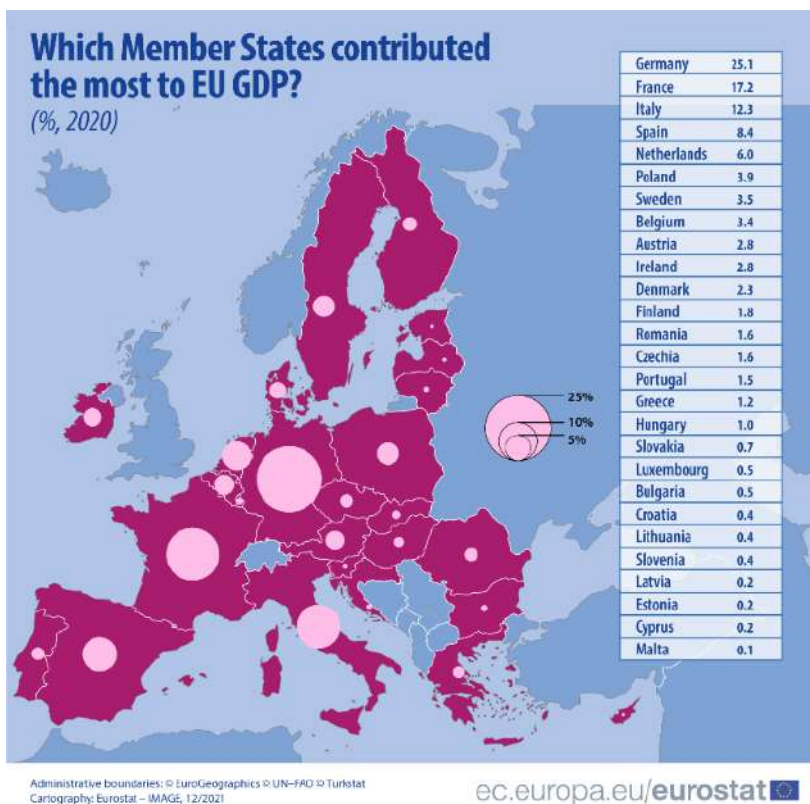 Which Member States contributed
the most to EU GDP?
(%, 2020)
Germany 25.1
France 17.2
Italy 12.3
Spain 8.4
Netherlands 6.0
Poland 3.9
Sweden 3.5
Belgium 3.4
Austria 2.8
Ireland 2.8
Denmark 2.3
Finland 1.8
Romania 1.6
Czechia 1.6
Portugal 1.5
Greece 1.2
Hungary 1.0
Slovakia 0.7
Luxembourg 0.5
Bulgaria 0.5
Croatia 0.4
Lithuania 0.4
Slovenia 0.4
Latvia 0.2
Estonia 0.2
Cyprus 0.2
Malta 0.1
25%
10%
5%
Administrative boundaries: © EuroGeographics © UN–FAO © Turkstat
Cartography: Eurostat – IMAGE, 12/2021
ec.europa.eu/eurostat